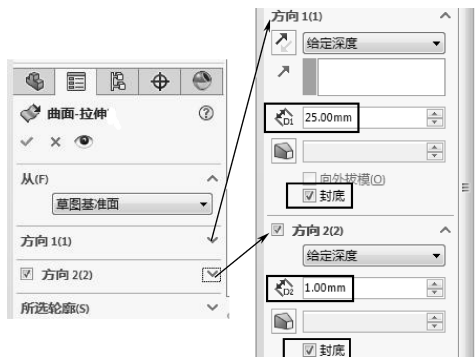 曲面-拉伸
从(F)
草图基准面
方向 1(1)
方向 2(2)
所选轮廓(S)
方向 1(1)
给定深度
D1
25.00mm
向外拔模(O)
封底
方向 2(2)
给定深度
D2
1.00mm
封底